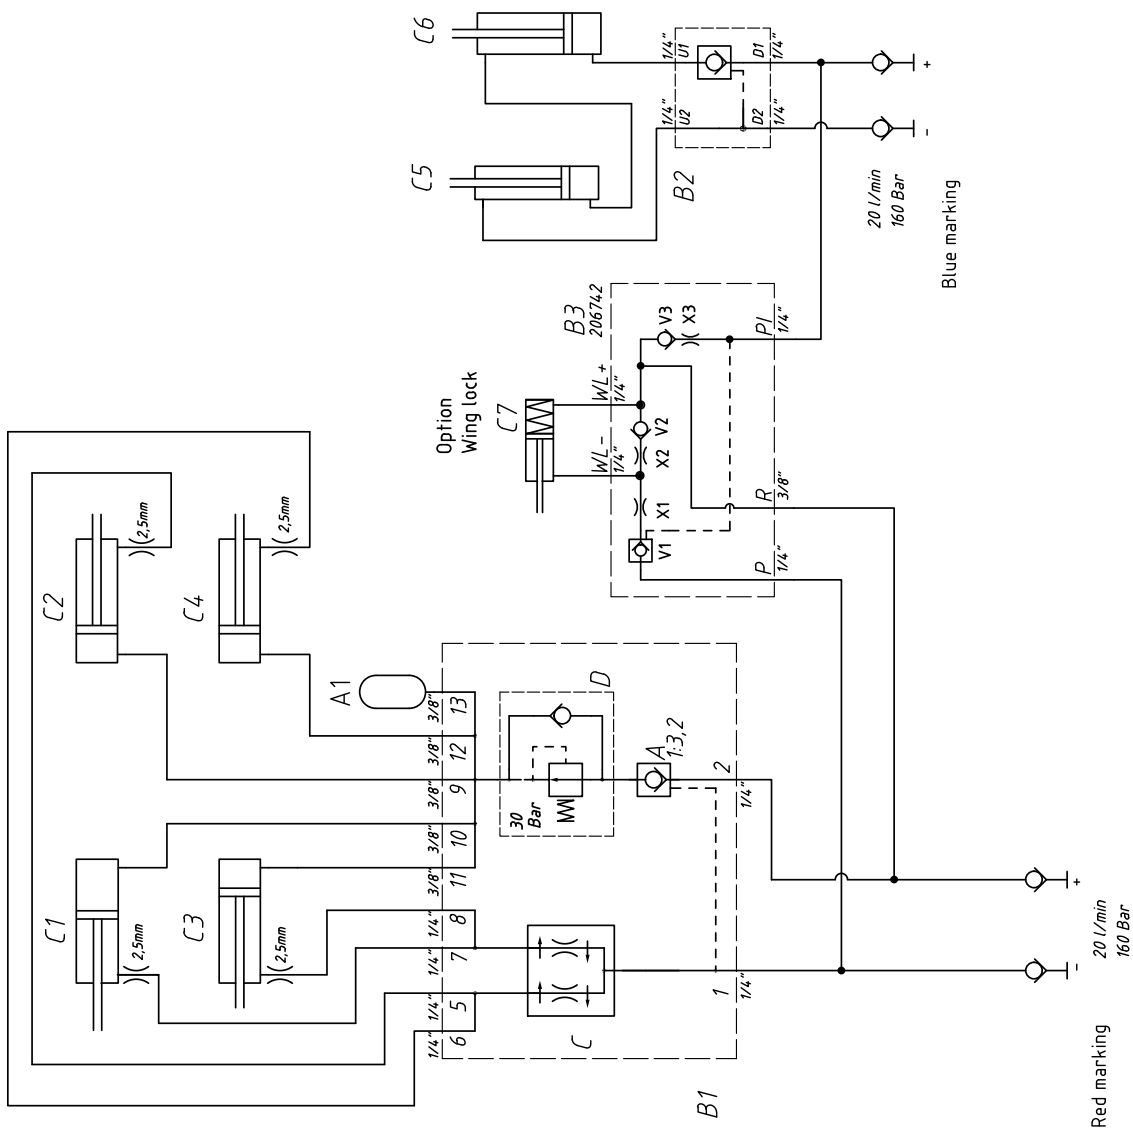 C6
C5
1/4"
U1
D1
1/4"
1/4"
U2
D2
1/4"
B2
+
-
20 l/min
160 Bar
Blue marking
B3
206742
V3
X3
PI
1/4"
Option
Wing lock
C7
WL+
1/4"
WL-
1/4"
V2
X2
X1
V1
R
3/8"
P
1/4"
C2
2,5mm
C4
2,5mm
A1
3/8"
13
3/8"
12
3/8"
9
3/8"
10
3/8"
11
1/4"
8
1/4"
7
1/4"
5
1/4"
6
D
30
Bar
A
1:3,2
2
1/4"
C1
2,5mm
C3
2,5mm
C
1
1/4"
B1
+
-
20 l/min
160 Bar
Red marking